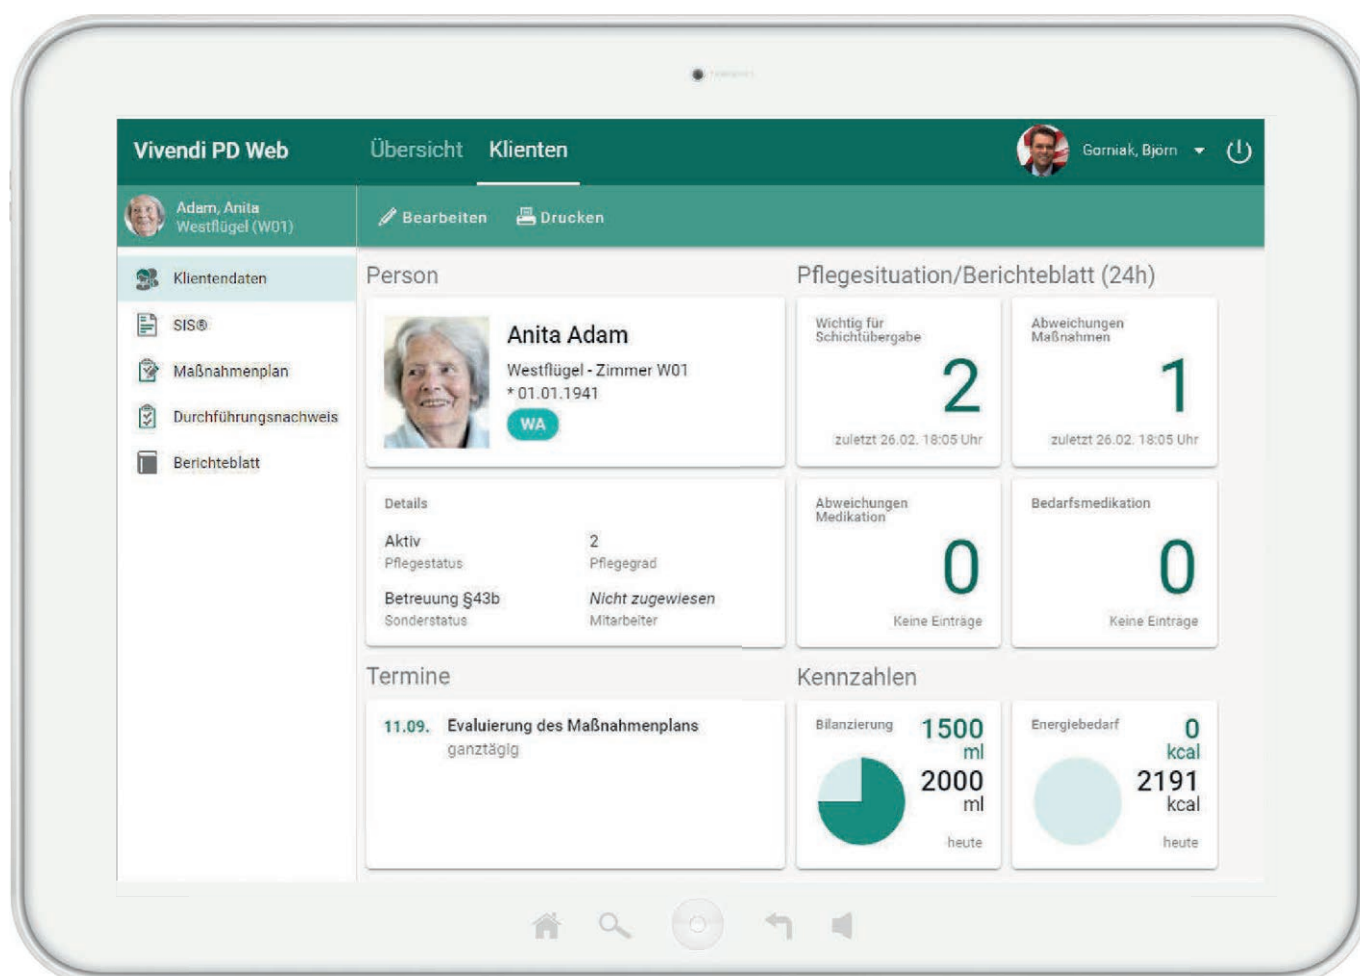 Vivendi PD Web
Übersicht Klienten
Gorniak, Björn
Adam, Anita
Westflügel (W01)
Bearbeiten Drucken
Klientendaten
SIS®
Maßnahmenplan
Durchführungsnachweis
Berichteblatt
Person
Anita Adam
Westflügel - Zimmer W01
* 01.01.1941
WA
Details
Aktiv
Pflegestatus
2
Pflegegrad
Betreuung §43b
Sonderstatus
Nicht zugewiesen
Mitarbeiter
Termine
11.09. Evaluierung des Maßnahmenplans
ganztägig
Pflegesituation/Berichteblatt (24h)
Wichtig für
Schichtübergabe
2
zuletzt 26.02. 18:05 Uhr
Abweichungen
Maßnahmen
1
zuletzt 26.02. 18:05 Uhr
Abweichungen
Medikation
0
Keine Einträge
Bedarfsmedikation
0
Keine Einträge
Kennzahlen
Bilanzierung
1500
ml
2000
ml
heute
Energiebedarf
0
kcal
2191
kcal
heute